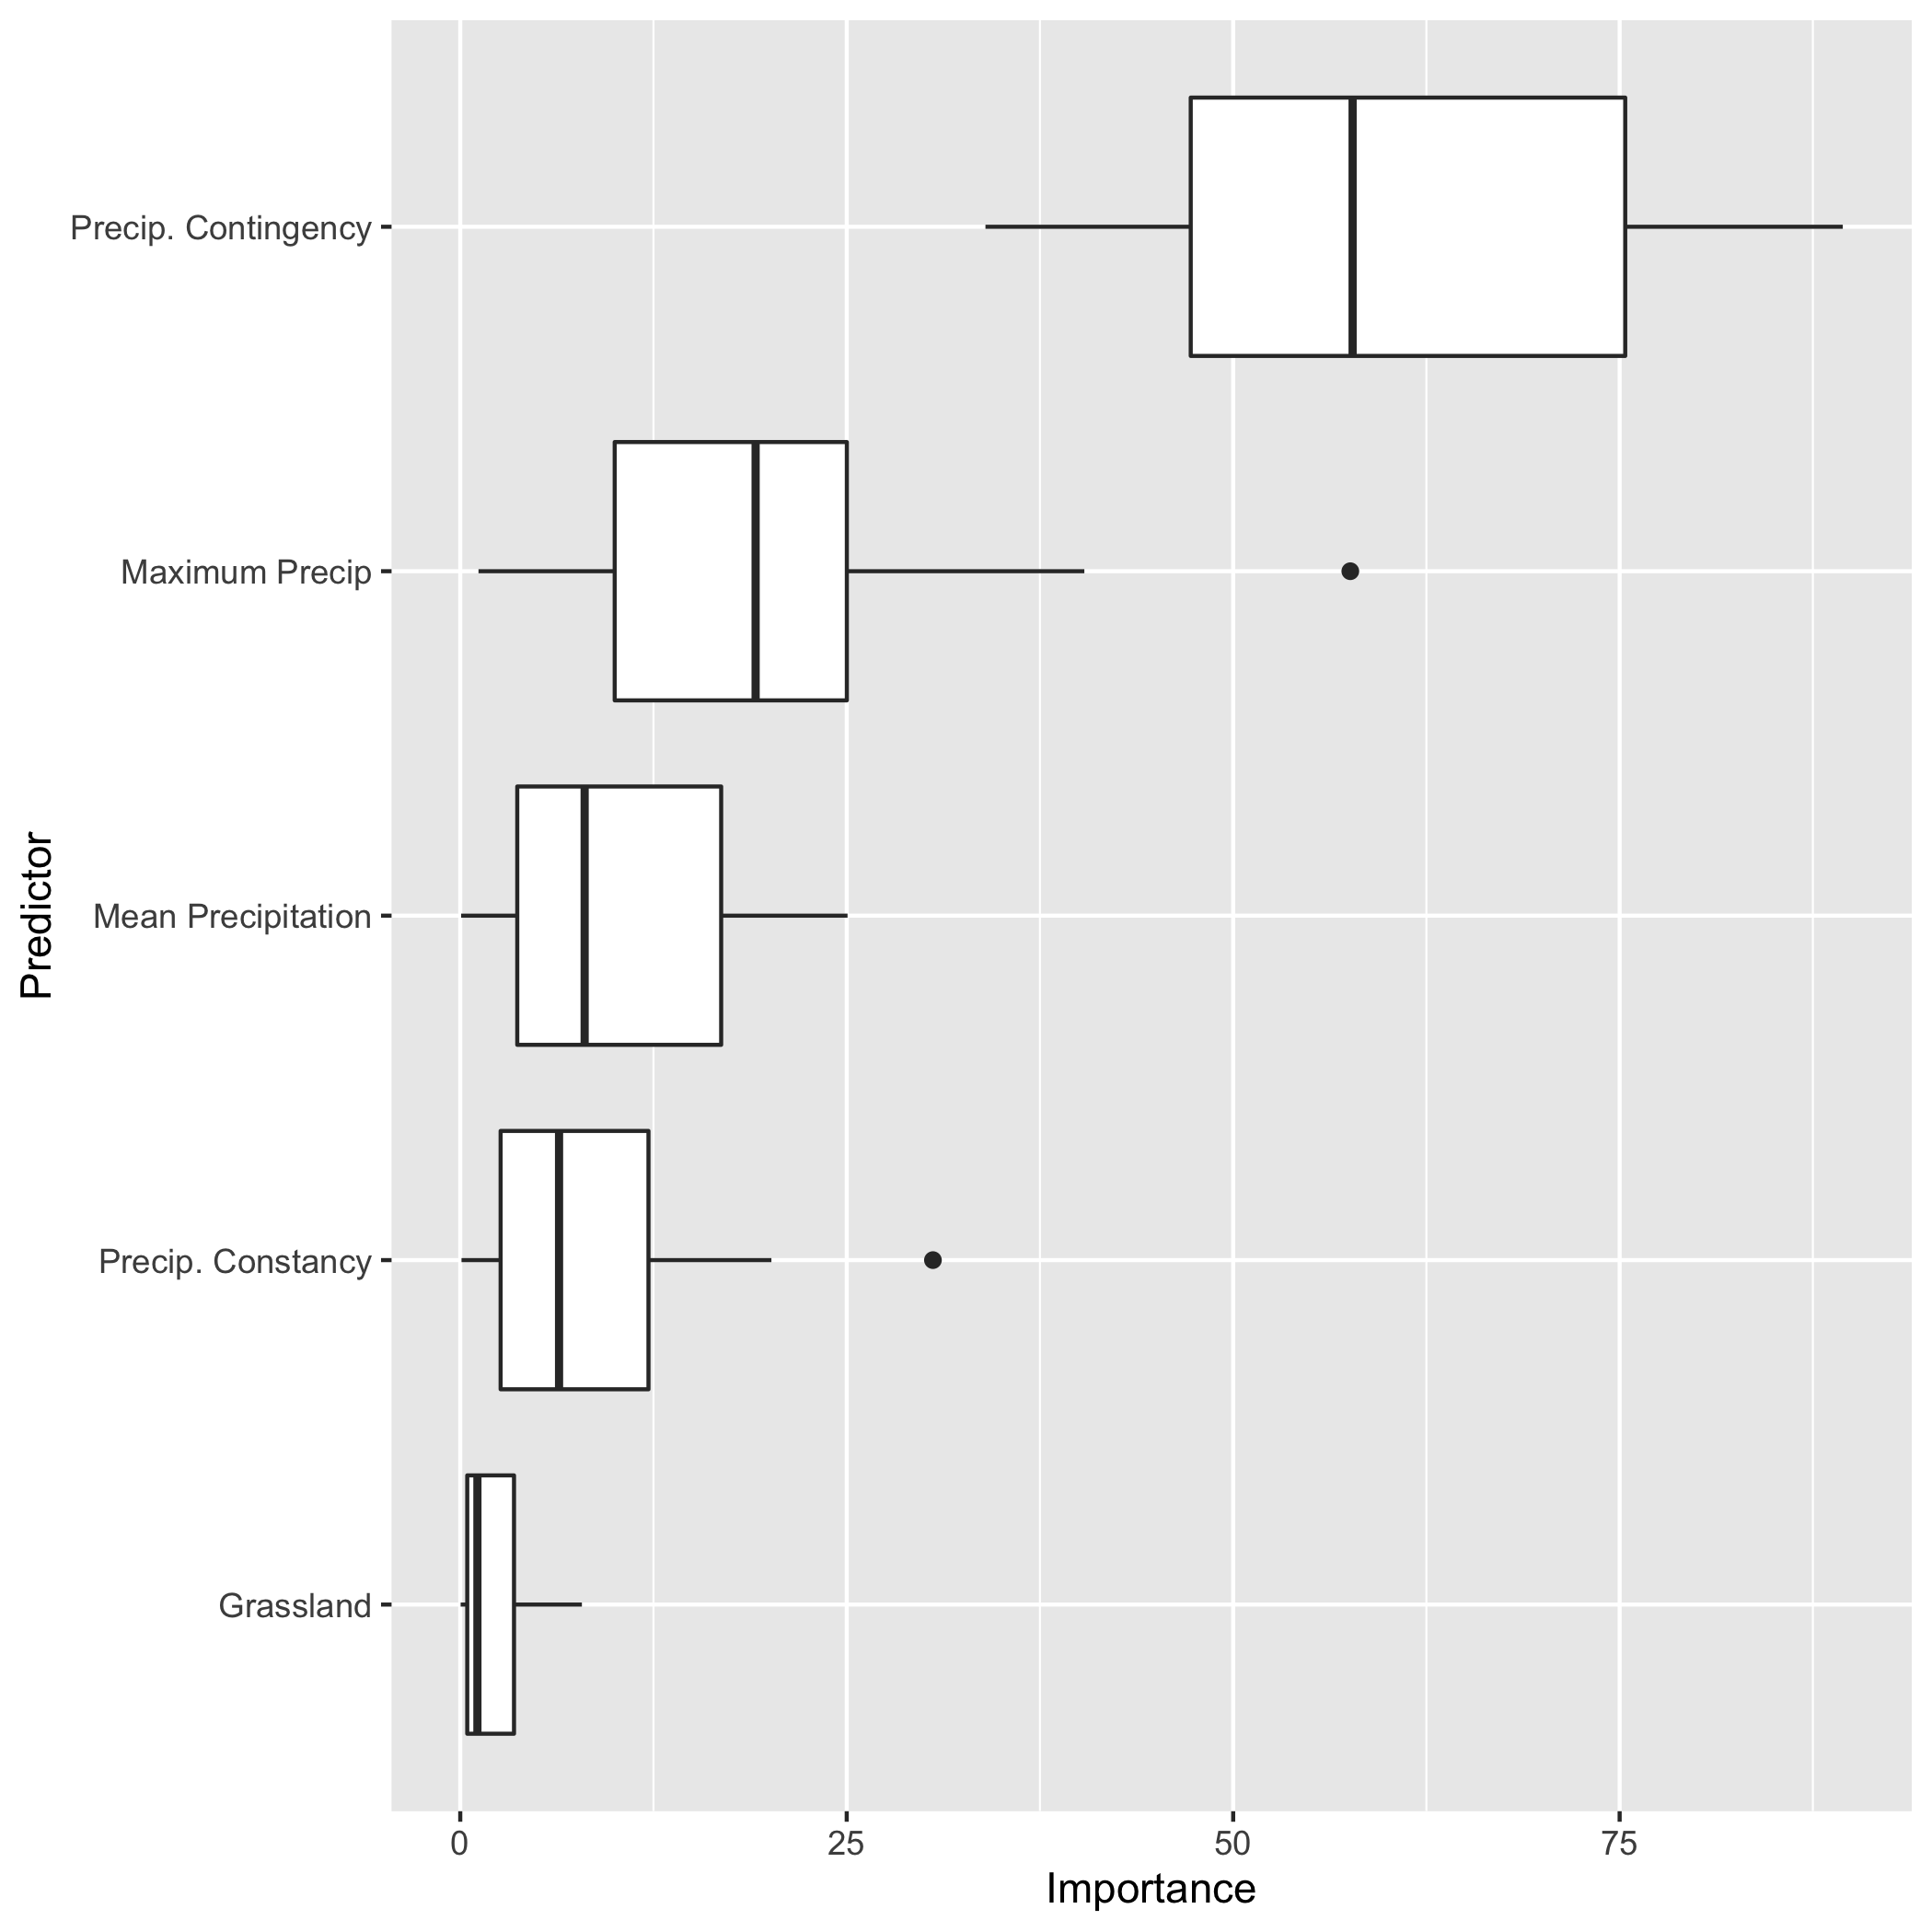 Predictor
Precip. Contingency
Maximum Precip
Mean Precipitation
Precip. Constancy
Grassland
0 25 50 75
Importance